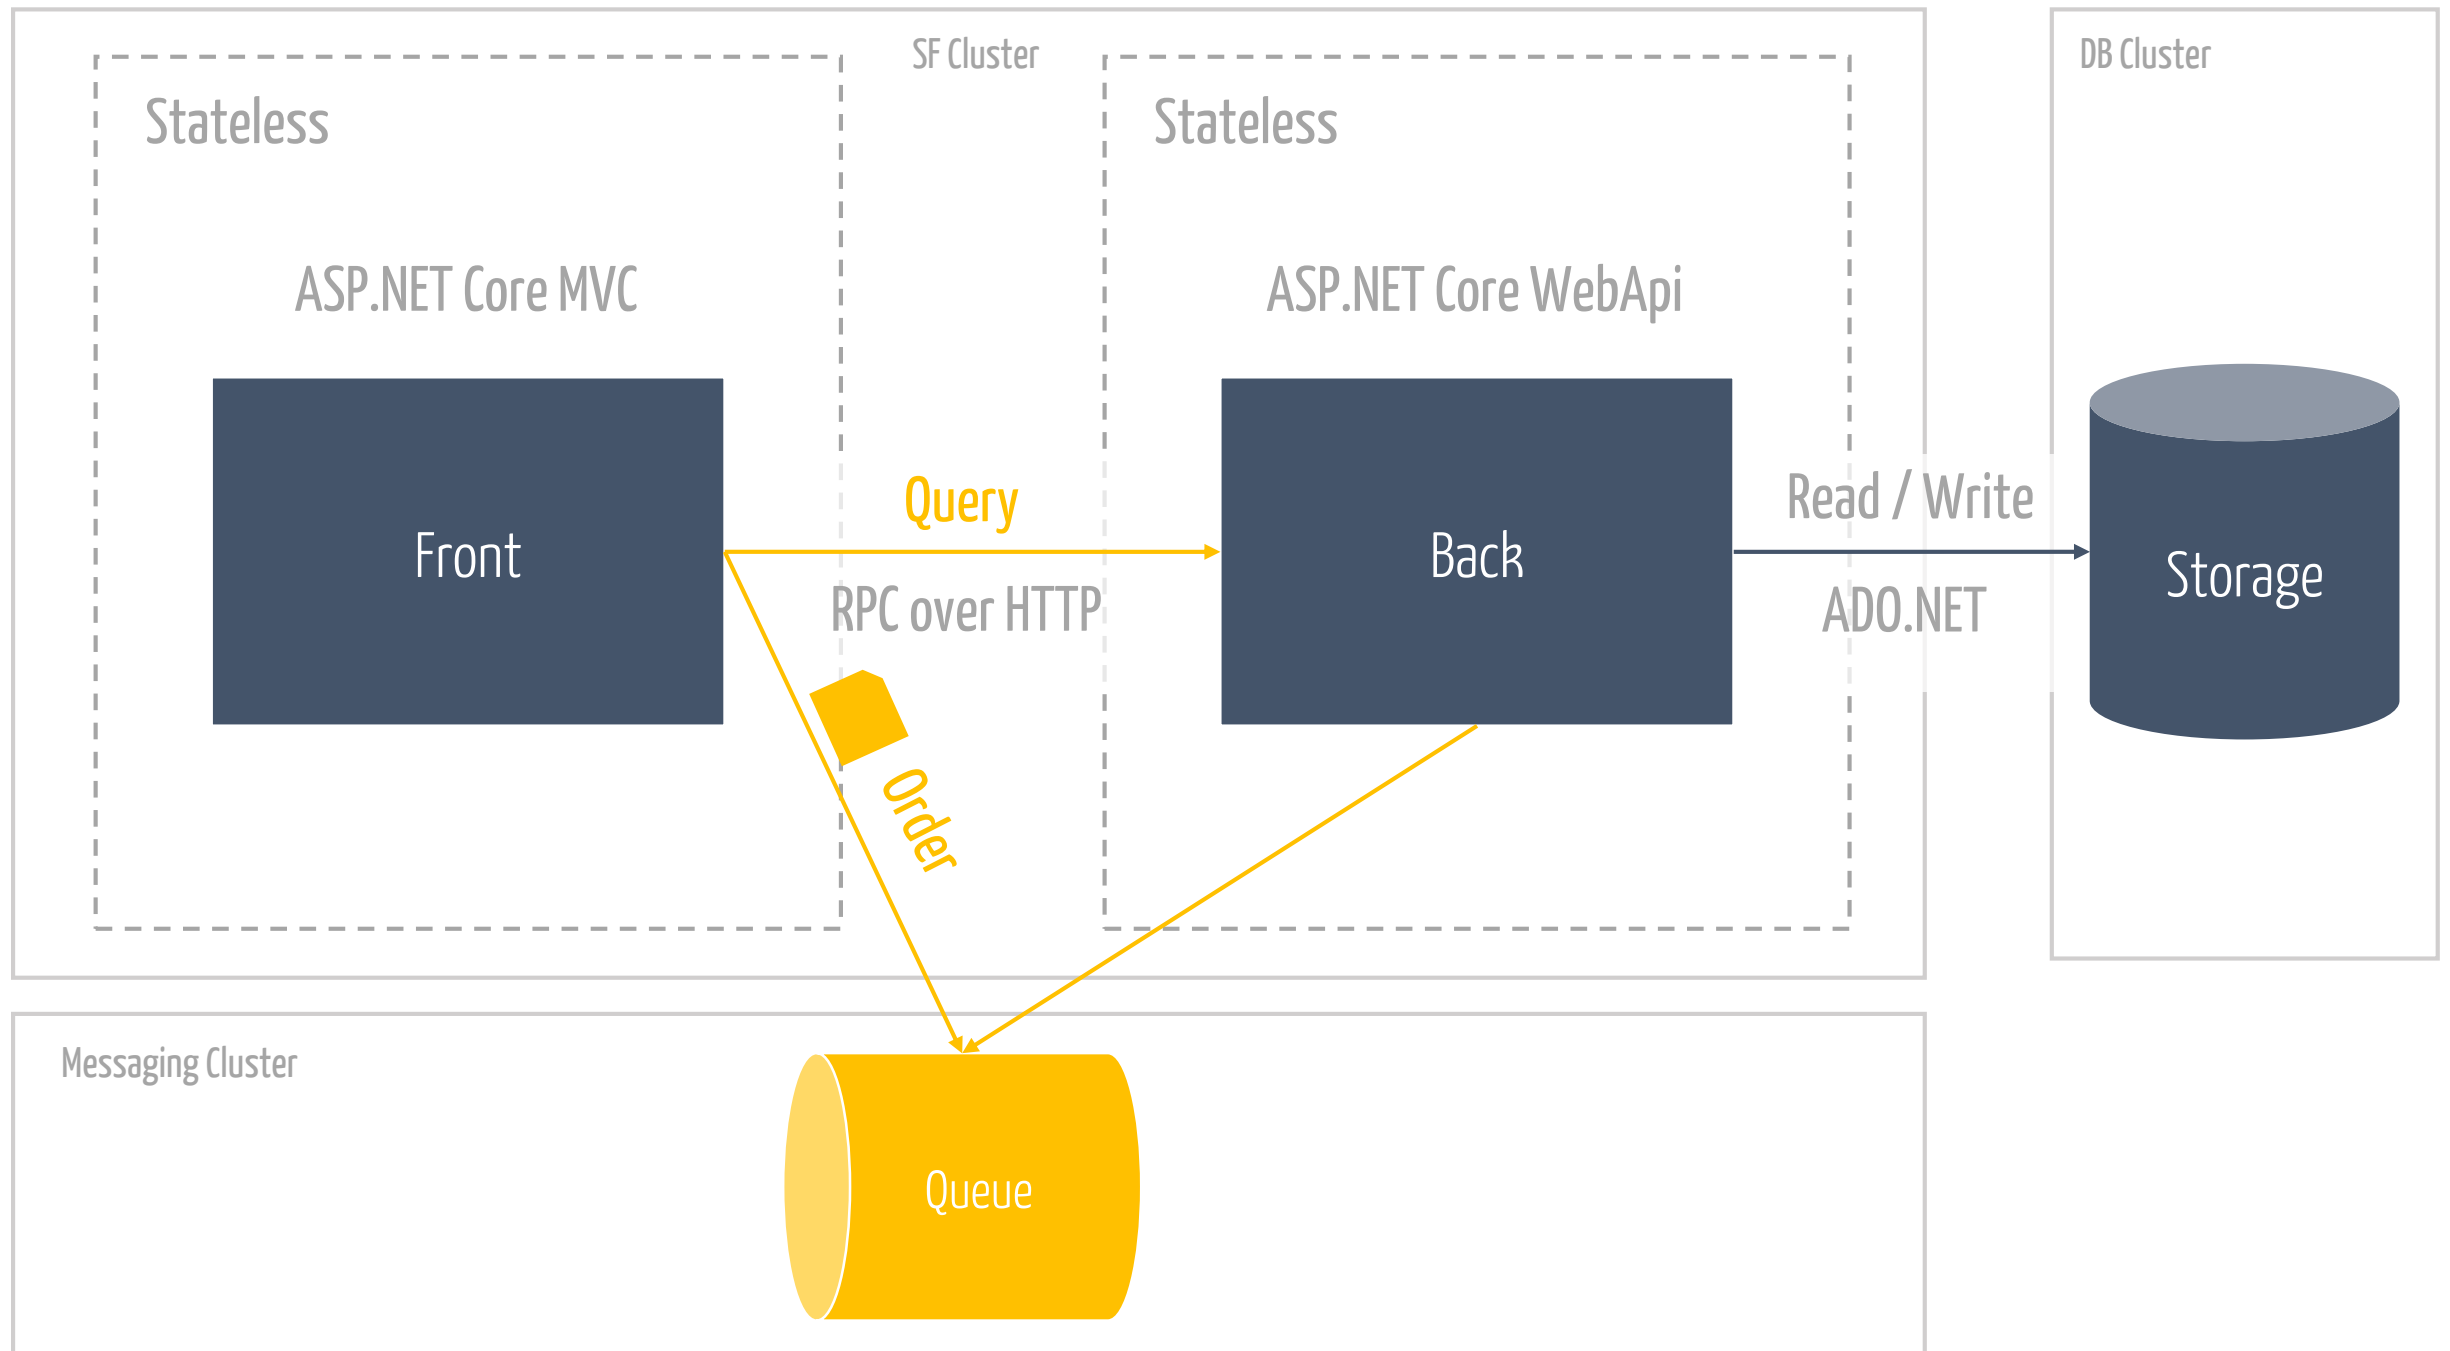 SF Cluster
DB Cluster
Stateless
Stateless
ASP.NET Core MVC
ASP.NET Core WebApi
Query
Read / Write
Front
Back
Storage
RPC over HTTP
ADO.NET
Order
Messaging Cluster
Queue